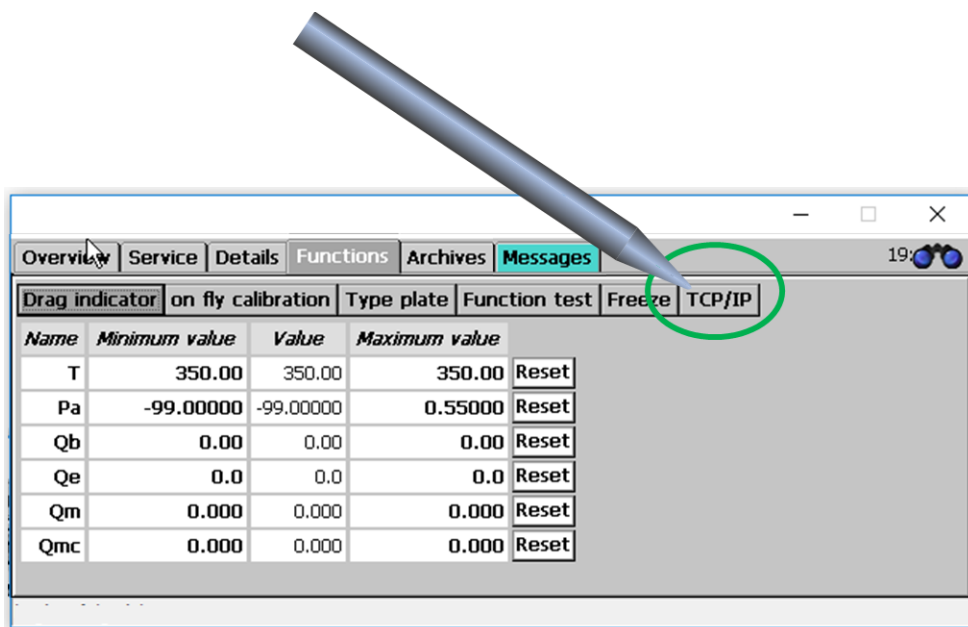 19:
Overview Service Details Functions Archives Messages
Drag indicator on fly calibration Type plate Function test Freeze TCP/IP
Name Minimum value Value Maximum value
T 350.00 350.00 350.00 Reset
Pa -99.00000 -99.00000 0.55000 Reset
Qb 0.00 0.00 0.00 Reset
Qe 0.0 0.0 0.0 Reset
Qm 0.000 0.000 0.000 Reset
Qmc 0.000 0.000 0.000 Reset